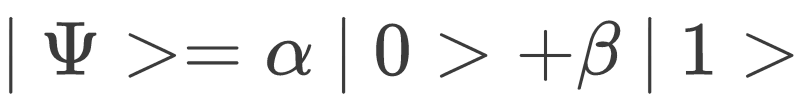 | Ψ >= α | 0 > +β | 1 >